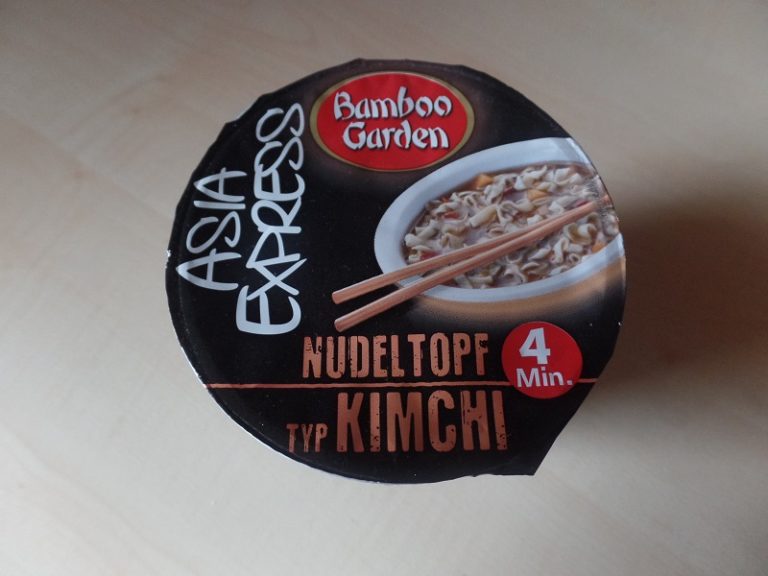 Bamboo
Garden
ASIA
EXPRESS
NUDELTOPF
4
Min.
TYP KIMCHI